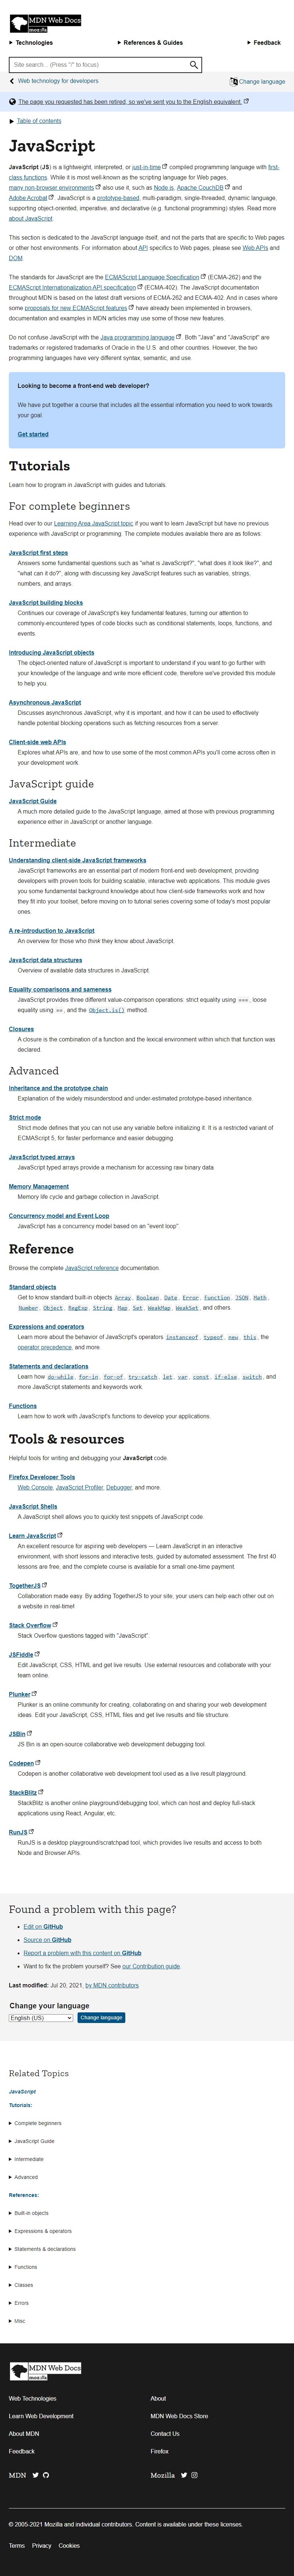 MDN Web Docs
mozilla
Technologies
References & Guides
Feedback
Site search... (Press "/" to focus)
Web technology for developers
Change language
The page you requested has been retired, so we've sent you to the English equivalent.
Table of contents
JavaScript
JavaScript (JS) is a lightweight, interpreted, or just-in-time compiled programming language with first-
class functions. While it is most well-known as the scripting language for Web pages,
many non-browser environments also use it, such as Node.js, Apache CouchDB and
Adobe Acrobat. JavaScript is a prototype-based, multi-paradigm, single-threaded, dynamic language,
supporting object-oriented, imperative, and declarative (e.g. functional programming) styles. Read more
about JavaScript.
This section is dedicated to the JavaScript language itself, and not the parts that are specific to Web pages
or other host environments. For information about API specifics to Web pages, please see Web APIs and
DOM.
The standards for JavaScript are the ECMAScript Language Specification (ECMA-262) and the
ECMAScript Internationalization API specification (ECMA-402). The JavaScript documentation
throughout MDN is based on the latest draft versions of ECMA-262 and ECMA-402. And in cases where
some proposals for new ECMAScript features have already been implemented in browsers,
documentation and examples in MDN articles may use some of those new features.
Do not confuse JavaScript with the Java programming language. Both "Java" and "JavaScript" are
trademarks or registered trademarks of Oracle in the U.S. and other countries. However, the two
programming languages have very different syntax, semantic, and use.
Looking to become a front-end web developer?
We have put together a course that includes all the essential information you need to work towards
your goal.
Get started
Tutorials
Learn how to program in JavaScript with guides and tutorials.
For complete beginners
Head over to our Learning Area JavaScript topic if you want to learn JavaScript but have no previous
experience with JavaScript or programming. The complete modules available there are as follows:
JavaScript first steps
Answers some fundamental questions such as "what is JavaScript?", "what does it look like?", and
"what can it do?", along with discussing key JavaScript features such as variables, strings,
numbers, and arrays.
JavaScript building blocks
Continues our coverage of JavaScript's key fundamental features, turning our attention to
commonly-encountered types of code blocks such as conditional statements, loops, functions, and
events.
Introducing JavaScript objects
The object-oriented nature of JavaScript is important to understand if you want to go further with
your knowledge of the language and write more efficient code, therefore we've provided this module
to help you.
Asynchronous JavaScript
Discusses asynchronous JavaScript, why it is important, and how it can be used to effectively
handle potential blocking operations such as fetching resources from a server.
Client-side web APIs
Explores what APIs are, and how to use some of the most common APIs you'll come across often in
your development work.
JavaScript guide
JavaScript Guide
A much more detailed guide to the JavaScript language, aimed at those with previous programming
experience either in JavaScript or another language.
Intermediate
Understanding client-side JavaScript frameworks
JavaScript frameworks are an essential part of modern front-end web development, providing
developers with proven tools for building scalable, interactive web applications. This module gives
you some fundamental background knowledge about how client-side frameworks work and how
they fit into your toolset, before moving on to tutorial series covering some of today's most popular
ones.
A re-introduction to JavaScript
An overview for those who think they know about JavaScript.
JavaScript data structures
Overview of available data structures in JavaScript.
Equality comparisons and sameness
JavaScript provides three different value-comparison operations: strict equality using ===, loose
equality using ==, and the Object.is() method.
Closures
A closure is the combination of a function and the lexical environment within which that function was
declared.
Advanced
Inheritance and the prototype chain
Explanation of the widely misunderstood and under-estimated prototype-based inheritance.
Strict mode
Strict mode defines that you can not use any variable before initializing it. It is a restricted variant of
ECMAScript 5, for faster performance and easier debugging.
JavaScript typed arrays
JavaScript typed arrays provide a mechanism for accessing raw binary data.
Memory Management
Memory life cycle and garbage collection in JavaScript.
Concurrency model and Event Loop
JavaScript has a concurrency model based on an "event loop".
Reference
Browse the complete JavaScript reference documentation.
Standard objects
Get to know standard built-in objects Array, Boolean, Date, Error, Function, JSON, Math,
Number, Object, RegExp, String, Map, Set, WeakMap, WeakSet, and others.
Expressions and operators
Learn more about the behavior of JavaScript's operators instanceof, typeof, new, this, the
operator precedence, and more.
Statements and declarations
Learn how do-while, for-in, for-of, try-catch, let, var, const, if-else, switch, and
more JavaScript statements and keywords work.
Functions
Learn how to work with JavaScript's functions to develop your applications.
Tools & resources
Helpful tools for writing and debugging your JavaScript code.
Firefox Developer Tools
Web Console, JavaScript Profiler, Debugger, and more.
JavaScript Shells
A JavaScript shell allows you to quickly test snippets of JavaScript code.
Learn JavaScript
An excellent resource for aspiring web developers — Learn JavaScript in an interactive
environment, with short lessons and interactive tests, guided by automated assessment. The first 40
lessons are free, and the complete course is available for a small one-time payment.
TogetherJS
Collaboration made easy. By adding TogetherJS to your site, your users can help each other out on
a website in real-time!
Stack Overflow
Stack Overflow questions tagged with "JavaScript".
JSFiddle
Edit JavaScript, CSS, HTML and get live results. Use external resources and collaborate with your
team online.
Plunker
Plunker is an online community for creating, collaborating on and sharing your web development
ideas. Edit your JavaScript, CSS, HTML files and get live results and file structure.
JSBin
JS Bin is an open-source collaborative web development debugging tool.
Codepen
Codepen is another collaborative web development tool used as a live result playground.
StackBlitz
StackBlitz is another online playground/debugging tool, which can host and deploy full-stack
applications using React, Angular, etc.
RunJS
RunJS is a desktop playground/scratchpad tool, which provides live results and access to both
Node and Browser APIs.
Found a problem with this page?
Edit on GitHub
Source on GitHub
Report a problem with this content on GitHub
Want to fix the problem yourself? See our Contribution guide.
Last modified: Jul 20, 2021, by MDN contributors
Change your language
English (US)
Change language
Related Topics
JavaScript
Tutorials:
Complete beginners
JavaScript Guide
Intermediate
Advanced
References:
Built-in objects
Expressions & operators
Statements & declarations
Functions
Classes
Errors
Misc
MDN Web Docs
mozilla
Web Technologies
About
Learn Web Development
MDN Web Docs Store
About MDN
Contact Us
Feedback
Firefox
MDN
Mozilla
© 2005-2021 Mozilla and individual contributors. Content is available under these licenses.
Terms
Privacy
Cookies